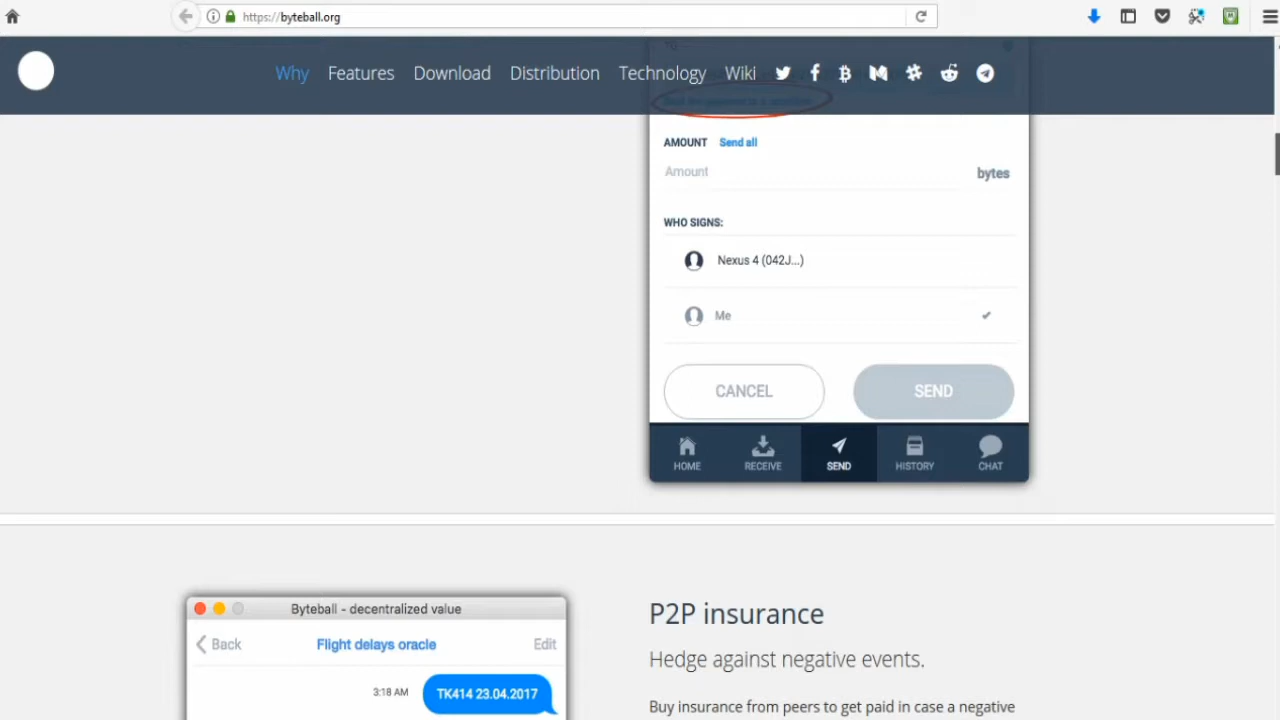 https://byteball.org
Why Features Download Distribution Technology Wiki
AMOUNT Send all
Amount bytes
WHO SIGNS:
Nexus 4 (042J...)
Me
CANCEL SEND
HOME RECEIVE SEND HISTORY CHAT
Byteball - decentralized value
Back Flight delays oracle Edit
3:18 AM TK414 23.04.2017
P2P insurance
Hedge against negative events.
Buy insurance from peers to get paid in case a negative